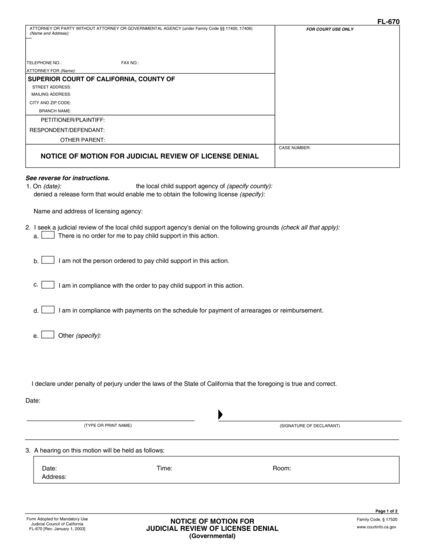 FL-670
ATTORNEY OR PARTY WITHOUT ATTORNEY OR GOVERNMENTAL AGENCY (under Family Code §§ 17400, 17406)
(Name and Address):
FOR COURT USE ONLY
TELEPHONE NO.: FAX NO.:
ATTORNEY FOR (Name):
SUPERIOR COURT OF CALIFORNIA, COUNTY OF
STREET ADDRESS:
MAILING ADDRESS:
CITY AND ZIP CODE:
BRANCH NAME:
PETITIONER/PLAINTIFF:
RESPONDENT/DEFENDANT:
OTHER PARENT:
NOTICE OF MOTION FOR JUDICIAL REVIEW OF LICENSE DENIAL
CASE NUMBER:
See reverse for instructions.
1. On (date): the local child support agency of (specify county):
denied a release form that would enable me to obtain the following license (specify):
Name and address of licensing agency:
2. I seek a judicial review of the local child support agency's denial on the following grounds (check all that apply):
a. There is no order for me to pay child support in this action.
b. I am not the person ordered to pay child support in this action.
c. I am in compliance with the order to pay child support in this action.
d. I am in compliance with payments on the schedule for payment of arrearages or reimbursement.
e. Other (specify):
I declare under penalty of perjury under the laws of the State of California that the foregoing is true and correct.
Date:
(TYPE OR PRINT NAME) (SIGNATURE OF DECLARANT)
3. A hearing on this motion will be held as follows:
Date: Time: Room:
Address:
Page 1 of 2
Form Adopted for Mandatory Use
Judicial Council of California
FL-670 [Rev. January 1, 2003]
NOTICE OF MOTION FOR
JUDICIAL REVIEW OF LICENSE DENIAL
(Governmental)
Family Code, § 17520
www.courtinfo.ca.gov